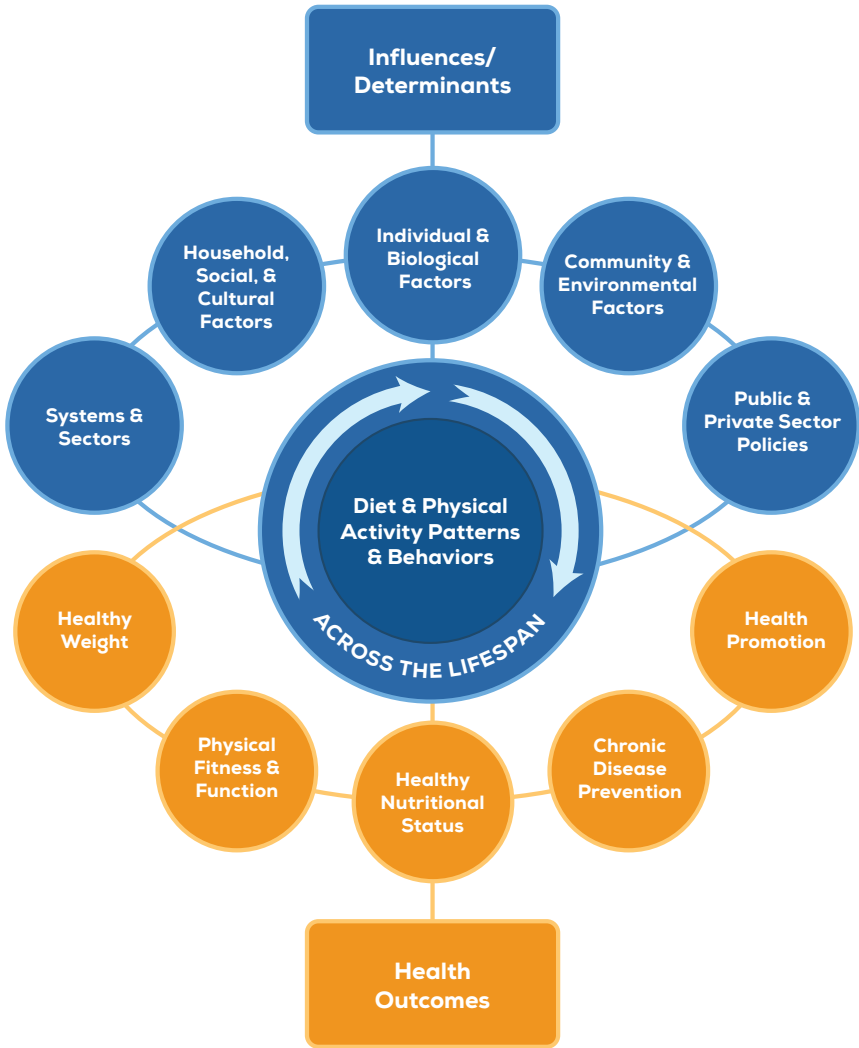 Influences/
Determinants
Individual &
Biological
Factors
Household,
Social, &
Cultural
Factors
Community &
Environmental
Factors
Systems &
Sectors
Public &
Private Sector
Policies
Diet & Physical
Activity Patterns
& Behaviors
ACROSS THE LIFESPAN
Healthy
Weight
Health
Promotion
Physical
Fitness &
Function
Healthy
Nutritional
Status
Chronic
Disease
Prevention
Health
Outcomes